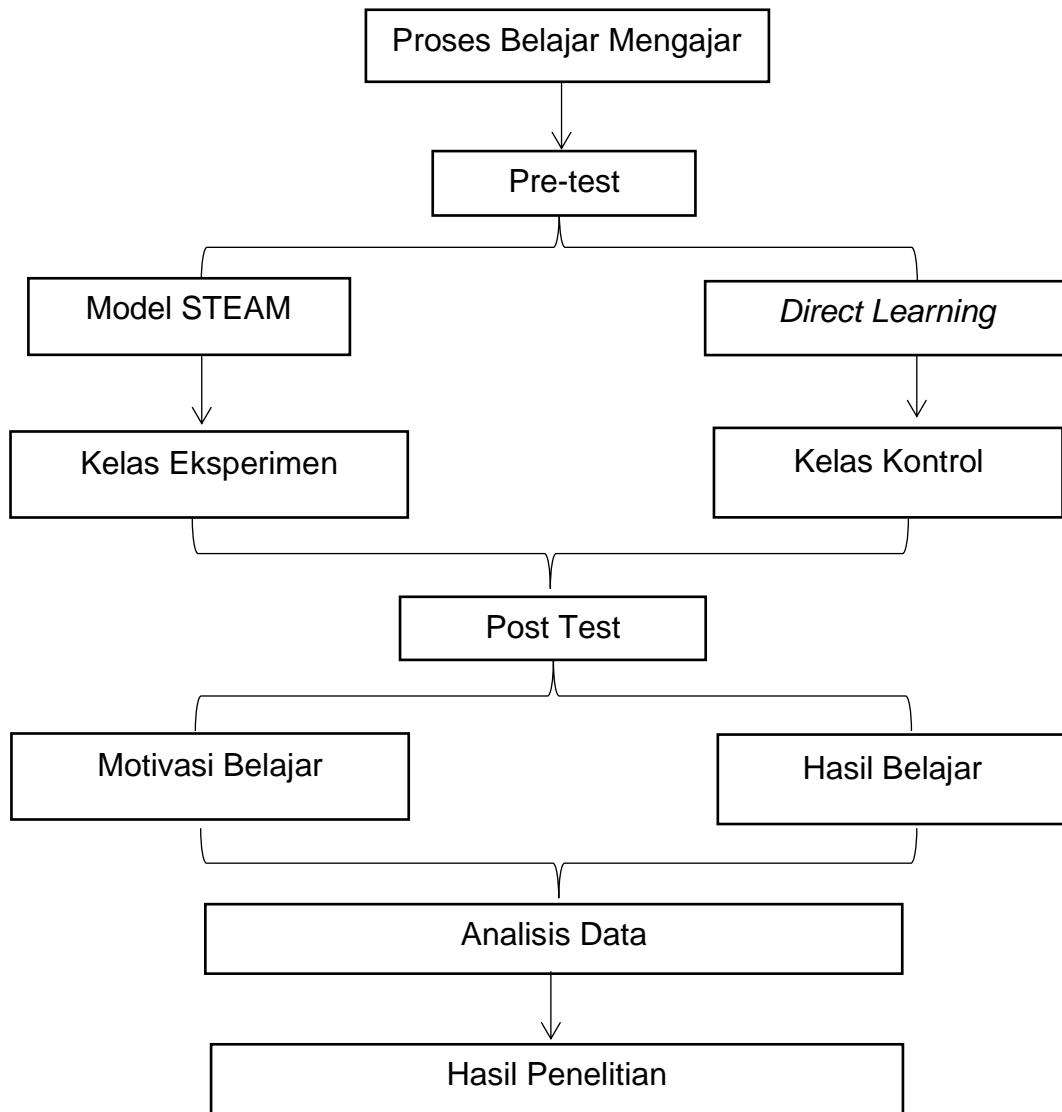 Proses Belajar Mengajar
Pre-test
Model STEAM
Direct Learning
Kelas Eksperimen
Kelas Kontrol
Post Test
Motivasi Belajar
Hasil Belajar
Analisis Data
Hasil Penelitian